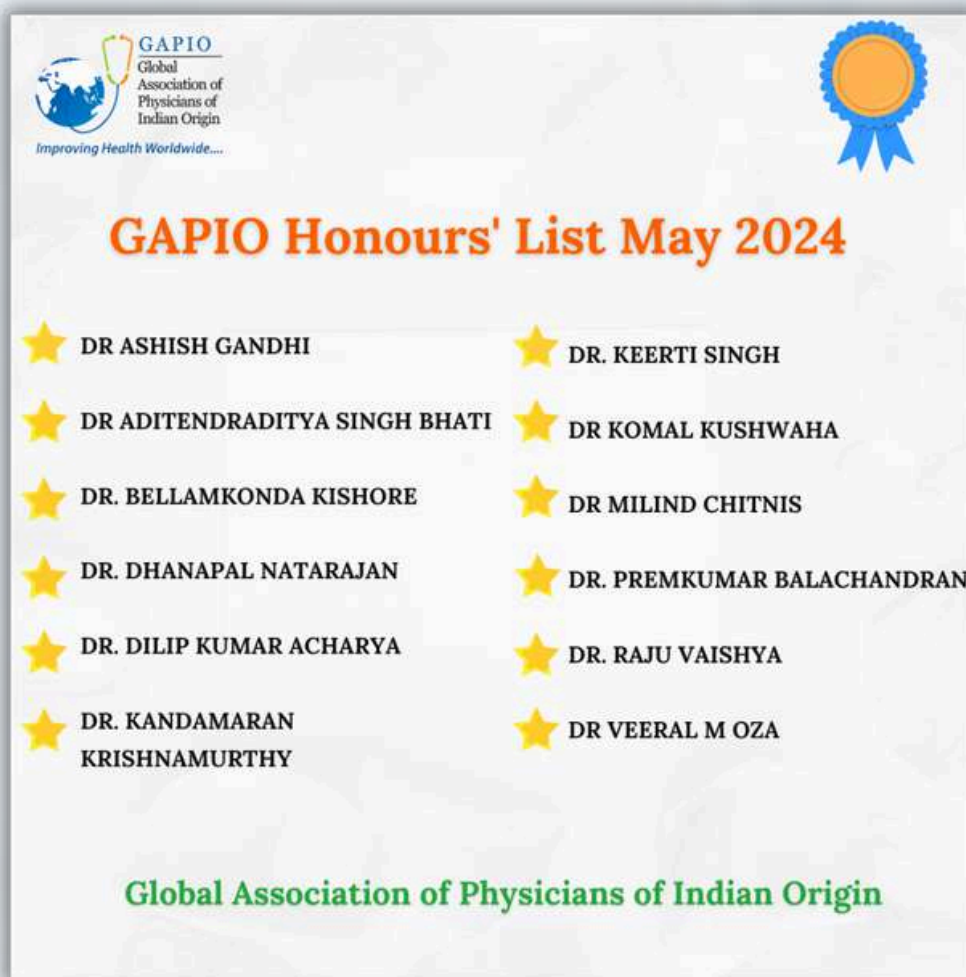 GAPIO
Global
Association of
Physicians of
Indian Origin
Improving Health Worldwide....
GAPIO Honours' List May 2024
DR ASHISH GANDHI
DR ADITENDRADITYA SINGH BHATI
DR. BELLAMKONDA KISHORE
DR. DHANAPAL NATARAJAN
DR. DILIP KUMAR ACHARYA
DR. KANDAMARAN
KRISHNAMURTHY
DR. KEERTI SINGH
DR KOMAL KUSHWAHA
DR MILIND CHITNIS
DR. PREMKUMAR BALACHANDRAN
DR. RAJU VAISHYA
DR VEERAL M OZA
Global Association of Physicians of Indian Origin